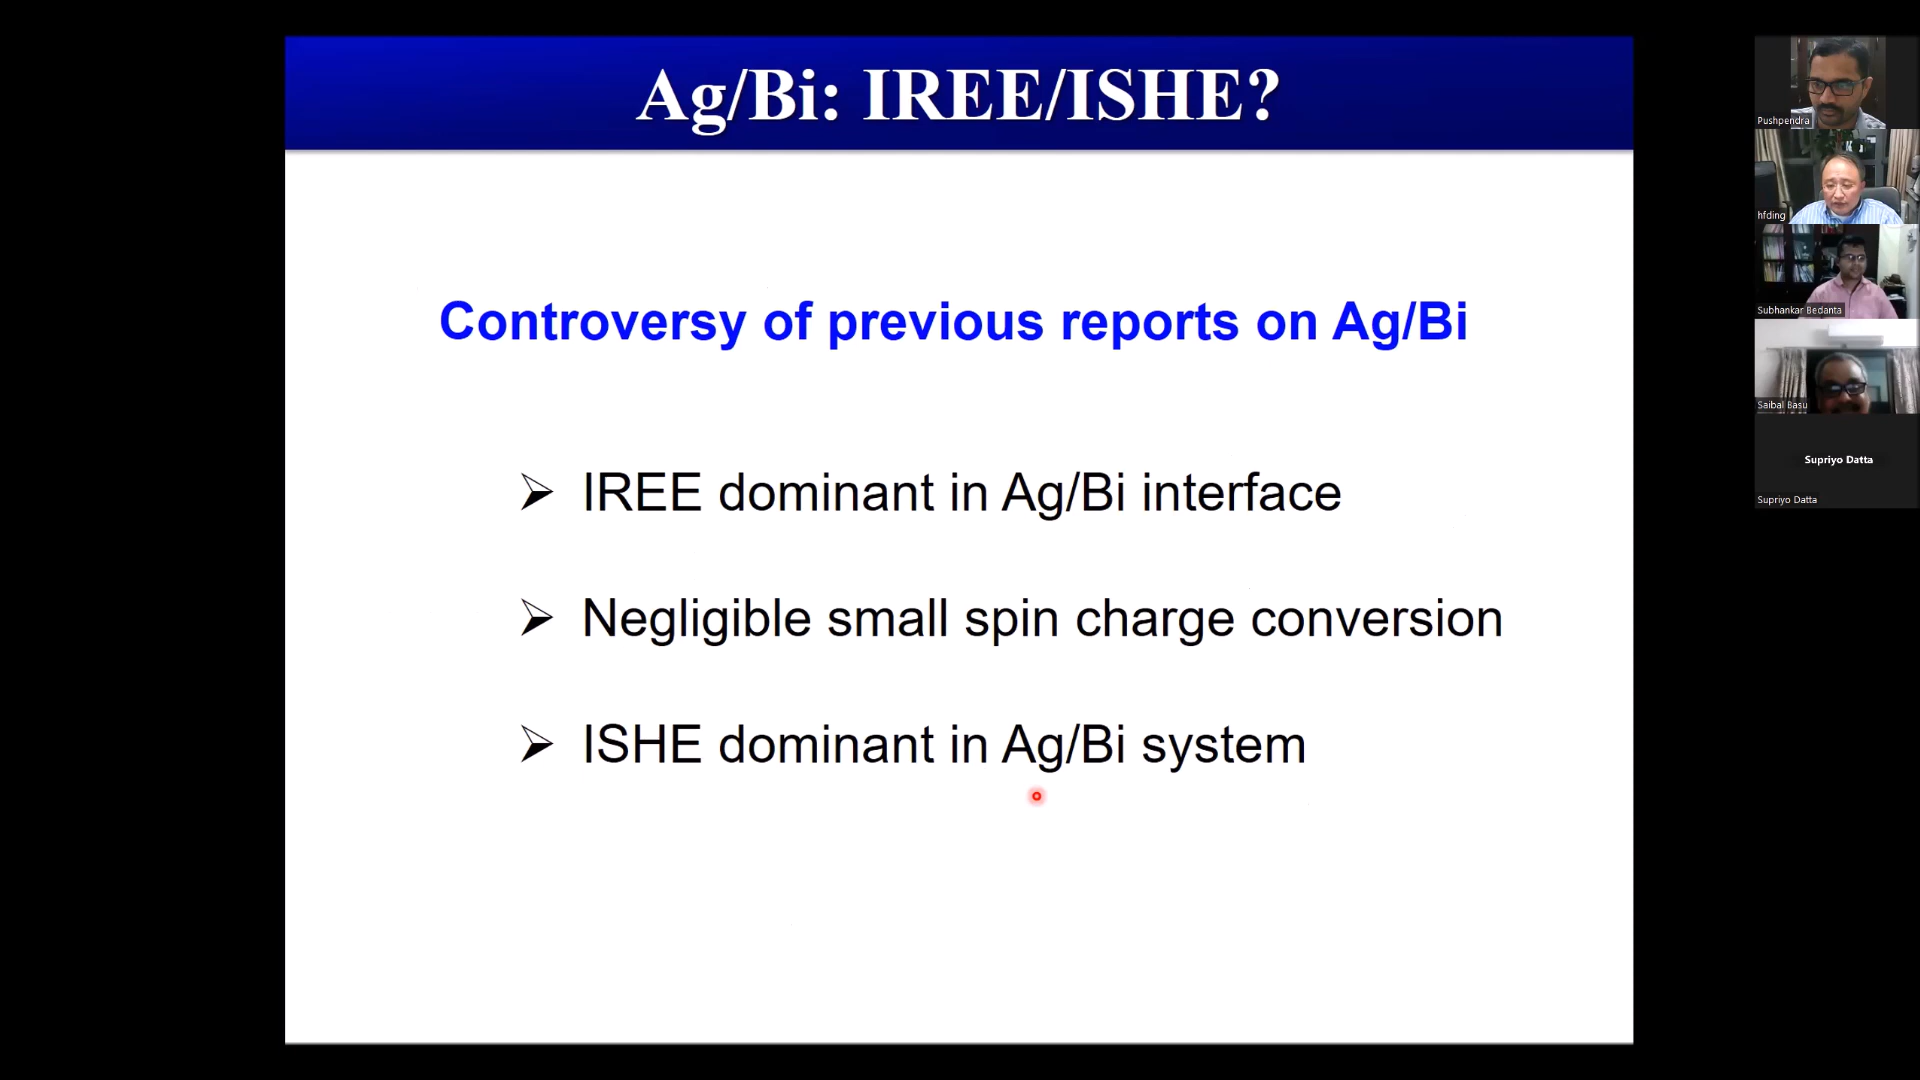 Ag/Bi: IREE/ISHE?
Controversy of previous reports on Ag/Bi
IREE dominant in Ag/Bi interface
Negligible small spin charge conversion
ISHE dominant in Ag/Bi system
Pushpendra
hfding
Subhankar Bedanta
Saibal Basu
Supriyo Datta
Supriyo Datta